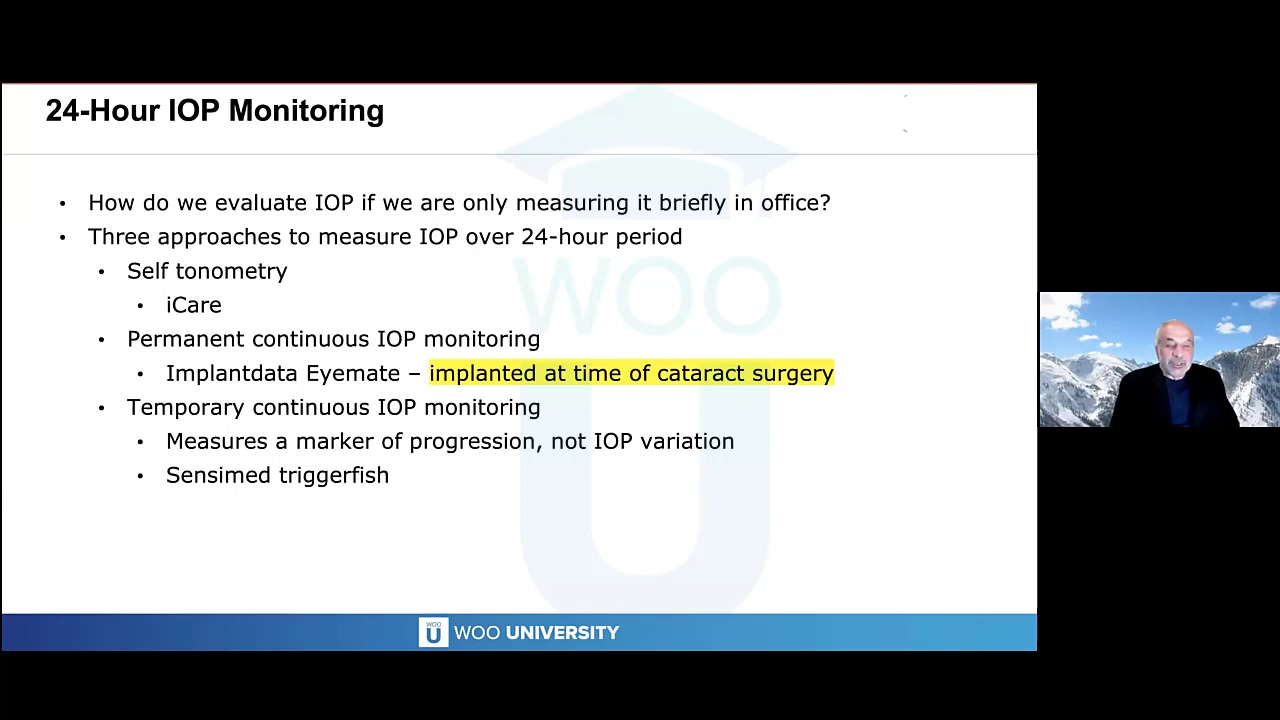 24-Hour IOP Monitoring
• How do we evaluate IOP if we are only measuring it briefly in office?
• Three approaches to measure IOP over 24-hour period
• Self tonometry
• iCare
• Permanent continuous IOP monitoring
• Implantdata Eyemate – implanted at time of cataract surgery
• Temporary continuous IOP monitoring
• Measures a marker of progression, not IOP variation
• Sensimed triggerfish
WOO
U
WOO
U
WOO UNIVERSITY